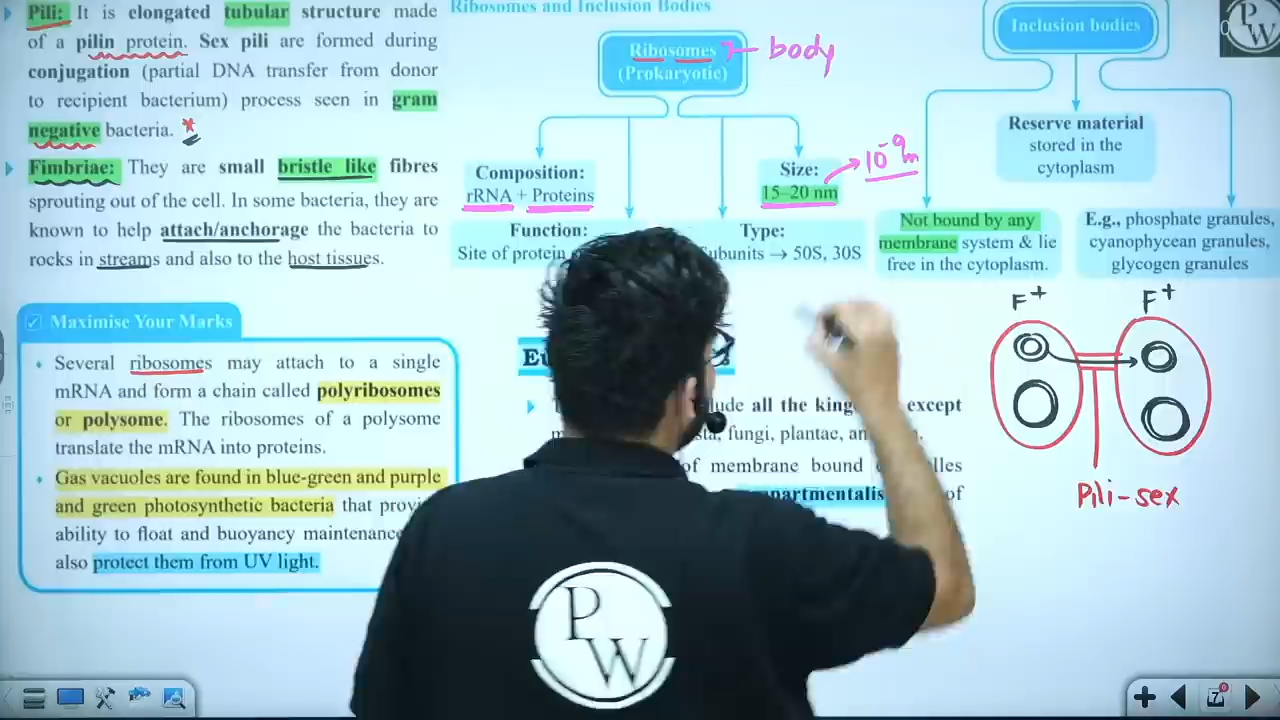 Pili: It is elongated tubular structure made
of a pilin protein. Sex pili are formed during
conjugation (partial DNA transfer from donor
to recipient bacterium) process seen in gram
negative bacteria.
Fimbriae: They are small bristle like fibres
sprouting out of the cell. In some bacteria, they are
known to help attach/anchorage the bacteria to
rocks in streams and also to the host tissues.
Maximise Your Marks
Several ribosomes may attach to a single
mRNA and form a chain called polyribosomes
or polysome. The ribosomes of a polysome
translate the mRNA into proteins.
Gas vacuoles are found in blue-green and purple
and green photosynthetic bacteria that
ability to float and buoyancy maintenance
also protect them from UV light.
Ribosomes and Inclusion Bodies
Ribosomes
(Prokaryotic)
body
Composition:
rRNA + Proteins
Size:
15–20 nm
10⁻⁹m
Function:
Site of protein
Type:
→ 50S, 30S
all the except
fungi, plantae,
of membrane bound
of
Inclusion bodies
Reserve material
stored in the
cytoplasm
Not bound by any
membrane system & lie
free in the cytoplasm.
E.g., phosphate granules,
cyanophycean granules,
glycogen granules
F⁺ F⁺
Pili-sex
PW
PW
7